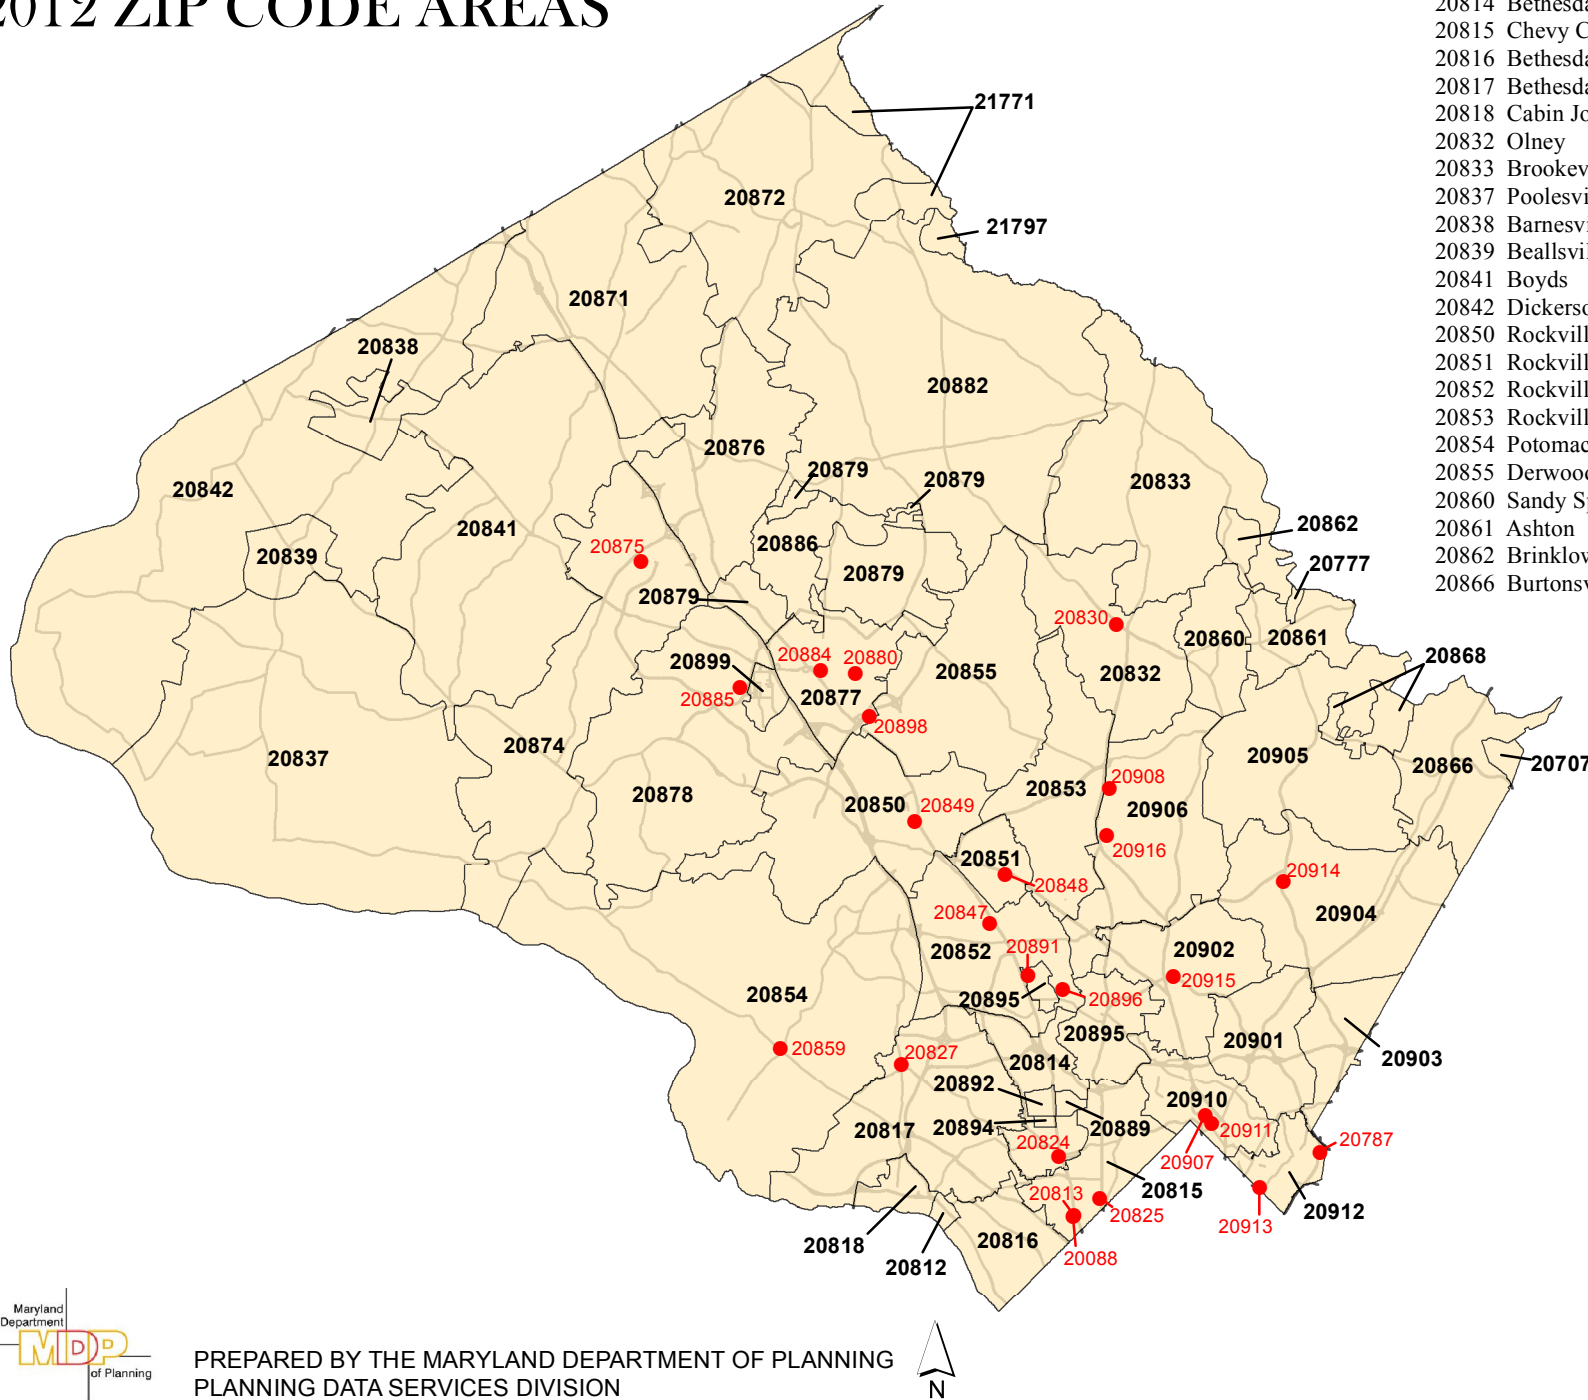 2012 ZIP CODE AREAS
20814 Bethesda
20815 Chevy C
20816 Bethesda
20817 Bethesda
20818 Cabin Jo
20832 Olney
20833 Brookev
20837 Poolesvi
20838 Barnesvi
20839 Beallsvil
20841 Boyds
20842 Dickerso
20850 Rockvill
20851 Rockvill
20852 Rockvill
20853 Rockvill
20854 Potomac
20855 Derwood
20860 Sandy Sp
20861 Ashton
20862 Brinklow
20866 Burtonsv
21771
20872
21797
20871
20838
20882
20876
20879
20879
20833
20842
20841
20862
20839
20875
20886
20879
20777
20879
20830
20860
20861
20884
20880
20899
20855
20832
20868
20885
20877
20898
20874
20837
20905
20866
20707
20878
20850
20849
20853
20908
20906
20851
20916
20848
20914
20847
20904
20852
20891
20902
20915
20854
20895
20896
20895
20901
20859
20827
20814
20903
20892
20910
20817
20894
20889
20911
20787
20824
20907
20815
20813
20825
20913
20912
20818
20816
20088
20812
Maryland
Department
MDP
of Planning
PREPARED BY THE MARYLAND DEPARTMENT OF PLANNING
PLANNING DATA SERVICES DIVISION
N